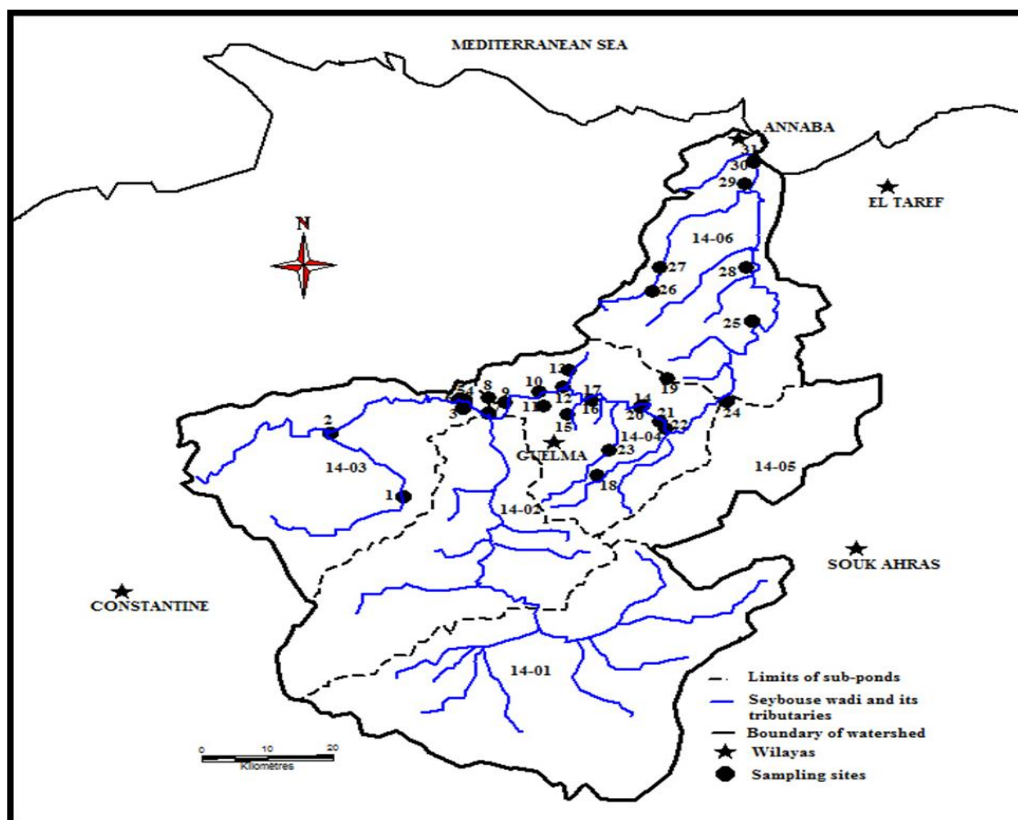 MEDITERRANEAN SEA
ANNABA
31
30
29
EL TAREF
N
14-06
27
28
26
25
13
19
10
17
8
9
12
14
24
3
11
16
20
21
2
15
22
GUELMA
14-04
23
14-03
14-05
18
1
14-02
SOUK AHRAS
CONSTANTINE
14-01
Limits of sub-ponds
Seybouse wadi and its
tributaries
Boundary of watershed
Wilayas
Sampling sites
0 10 20
Kilomètres